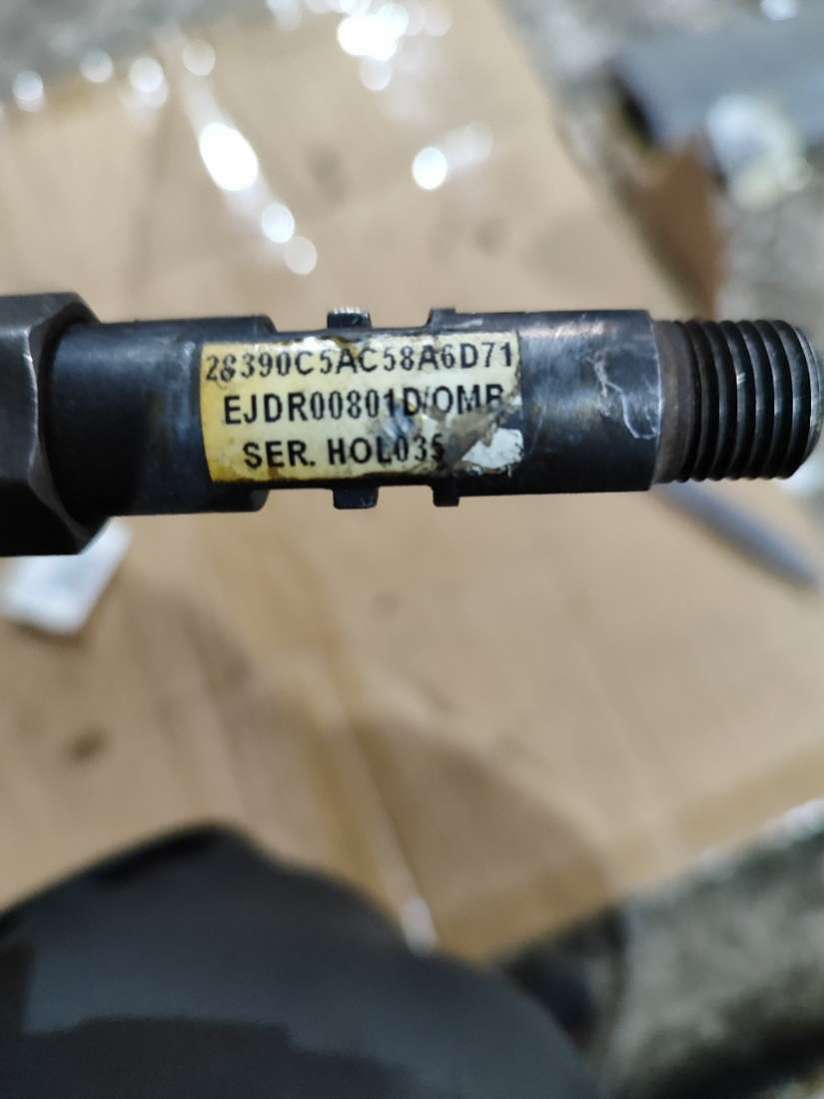 28390C5AC58A6D71
EJDR00801D/OMB
SER. HOL035